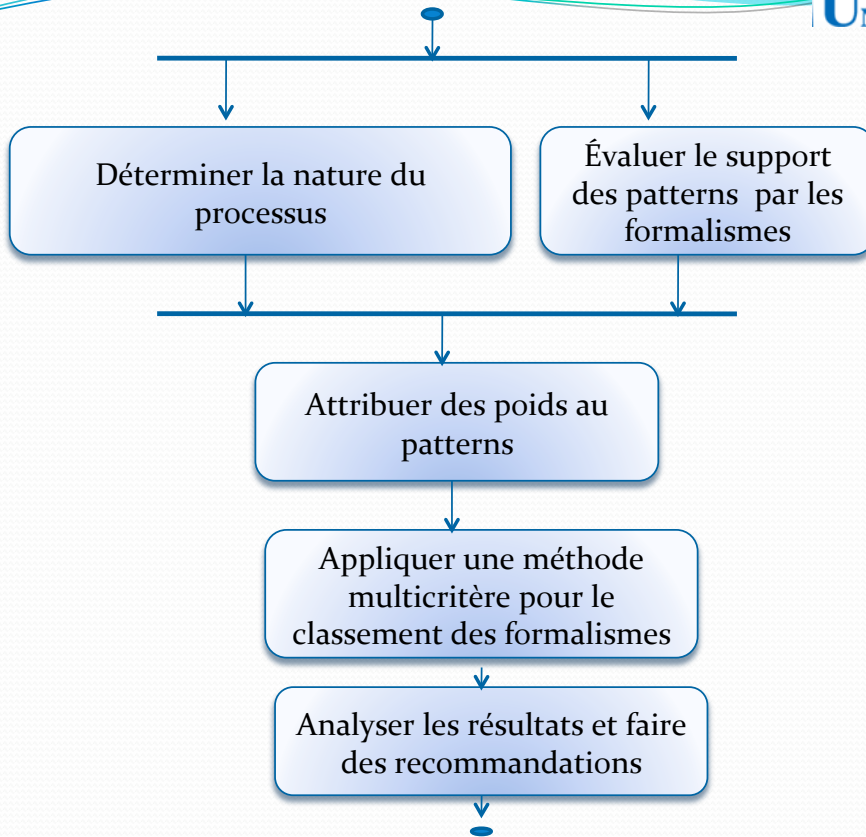 Déterminer la nature du
processus
Évaluer le support
des patterns par les
formalismes
Attribuer des poids au
patterns
Appliquer une méthode
multicritère pour le
classement des formalismes
Analyser les résultats et faire
des recommandations